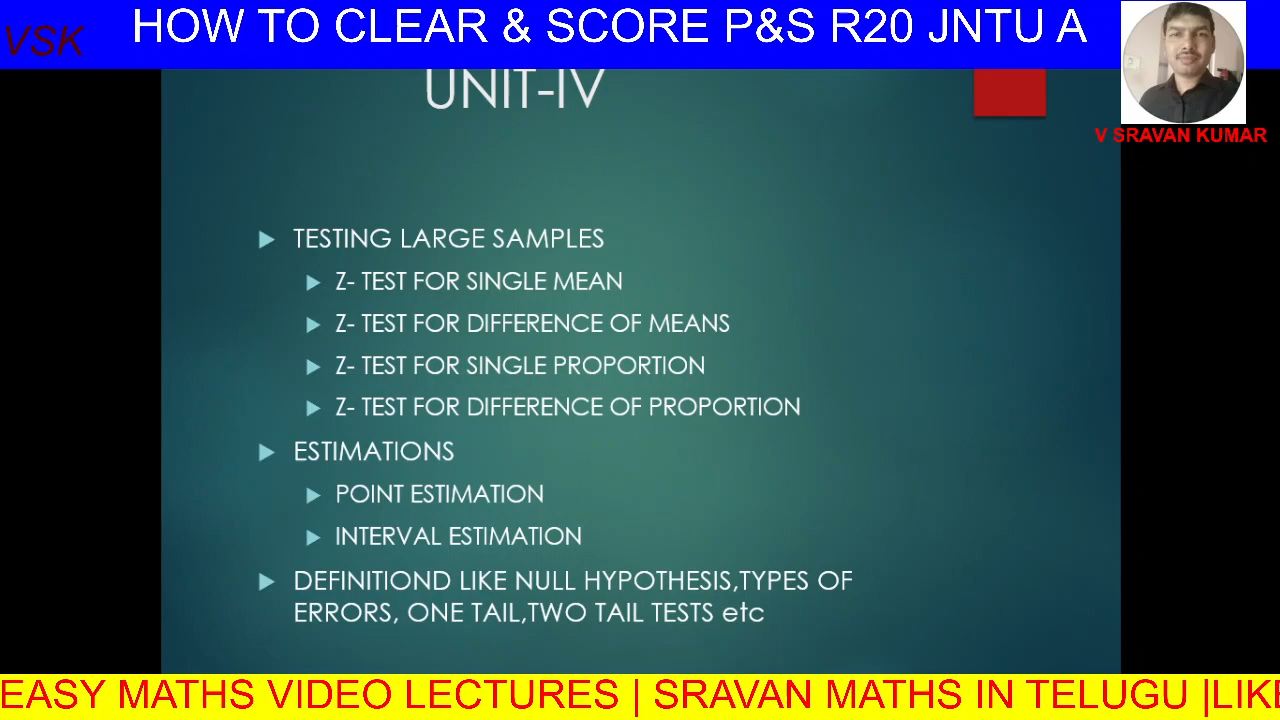 VSK
HOW TO CLEAR & SCORE P&S R20 JNTU A
V SRAVAN KUMAR
UNIT-IV
TESTING LARGE SAMPLES
Z- TEST FOR SINGLE MEAN
Z- TEST FOR DIFFERENCE OF MEANS
Z- TEST FOR SINGLE PROPORTION
Z- TEST FOR DIFFERENCE OF PROPORTION
ESTIMATIONS
POINT ESTIMATION
INTERVAL ESTIMATION
DEFINITIOND LIKE NULL HYPOTHESIS,TYPES OF
ERRORS, ONE TAIL,TWO TAIL TESTS etc
EASY MATHS VIDEO LECTURES | SRAVAN MATHS IN TELUGU |LIKE